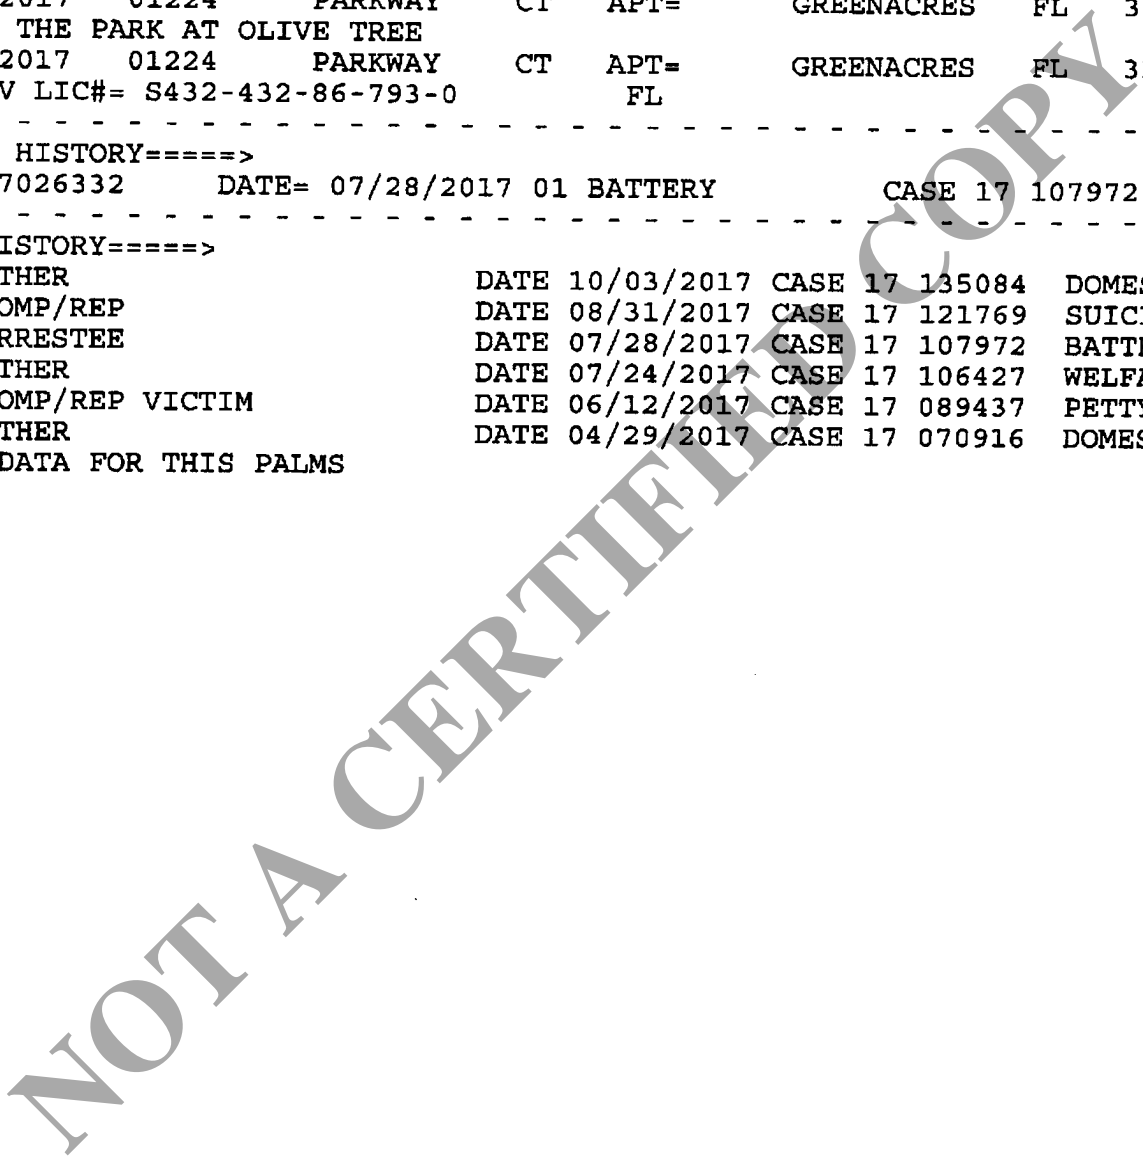 2017 01224 PARKWAY CT APT= GREENACRES FL 3
THE PARK AT OLIVE TREE
2017 01224 PARKWAY CT APT= GREENACRES FL 3
V LIC#= S432-432-86-793-0 FL
- - - - - - - - - - - - - - - - - - - - - - - - - - - - - - -
HISTORY=====>
7026332 DATE= 07/28/2017 01 BATTERY CASE 17 107972
- - - - - - - - - - - - - - - - - - - - - - - - - - - - - - -
ISTORY=====>
THER DATE 10/03/2017 CASE 17 135084 DOMES
OMP/REP DATE 08/31/2017 CASE 17 121769 SUICI
RRESTEE DATE 07/28/2017 CASE 17 107972 BATTE
THER DATE 07/24/2017 CASE 17 106427 WELFA
OMP/REP VICTIM DATE 06/12/2017 CASE 17 089437 PETTY
THER DATE 04/29/2017 CASE 17 070916 DOMES
DATA FOR THIS PALMS
NOT A CERTIFIED COPY